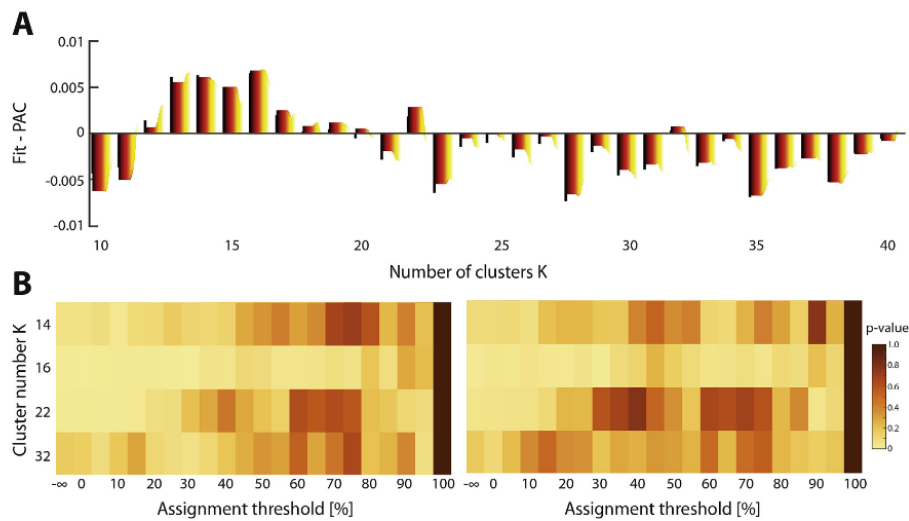 A
0.01
0.005
0
-0.005
-0.01
Fit - PAC
10 15 20 25 30 35 40
Number of clusters K
B
Cluster number K
14
16
22
32
-∞ 0 10 20 30 40 50 60 70 80 90 100
Assignment threshold [%]
-∞ 0 10 20 30 40 50 60 70 80 90 100
Assignment threshold [%]
p-value
1.0
0.8
0.6
0.4
0.2
0